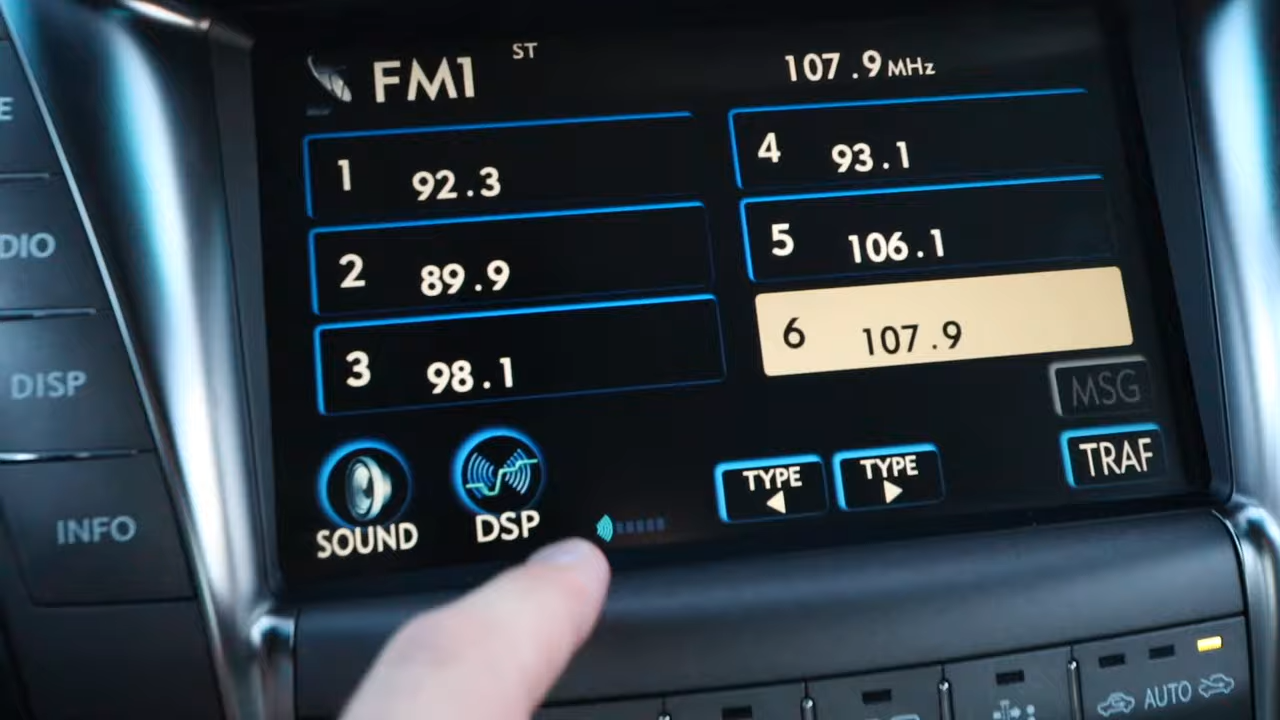 FM1 ST 107.9 MHz
1 92.3
4 93.1
2 89.9
5 106.1
3 98.1
6 107.9
MSG
SOUND
DSP
TYPE
TYPE
TRAF
DISP
INFO
AUTO